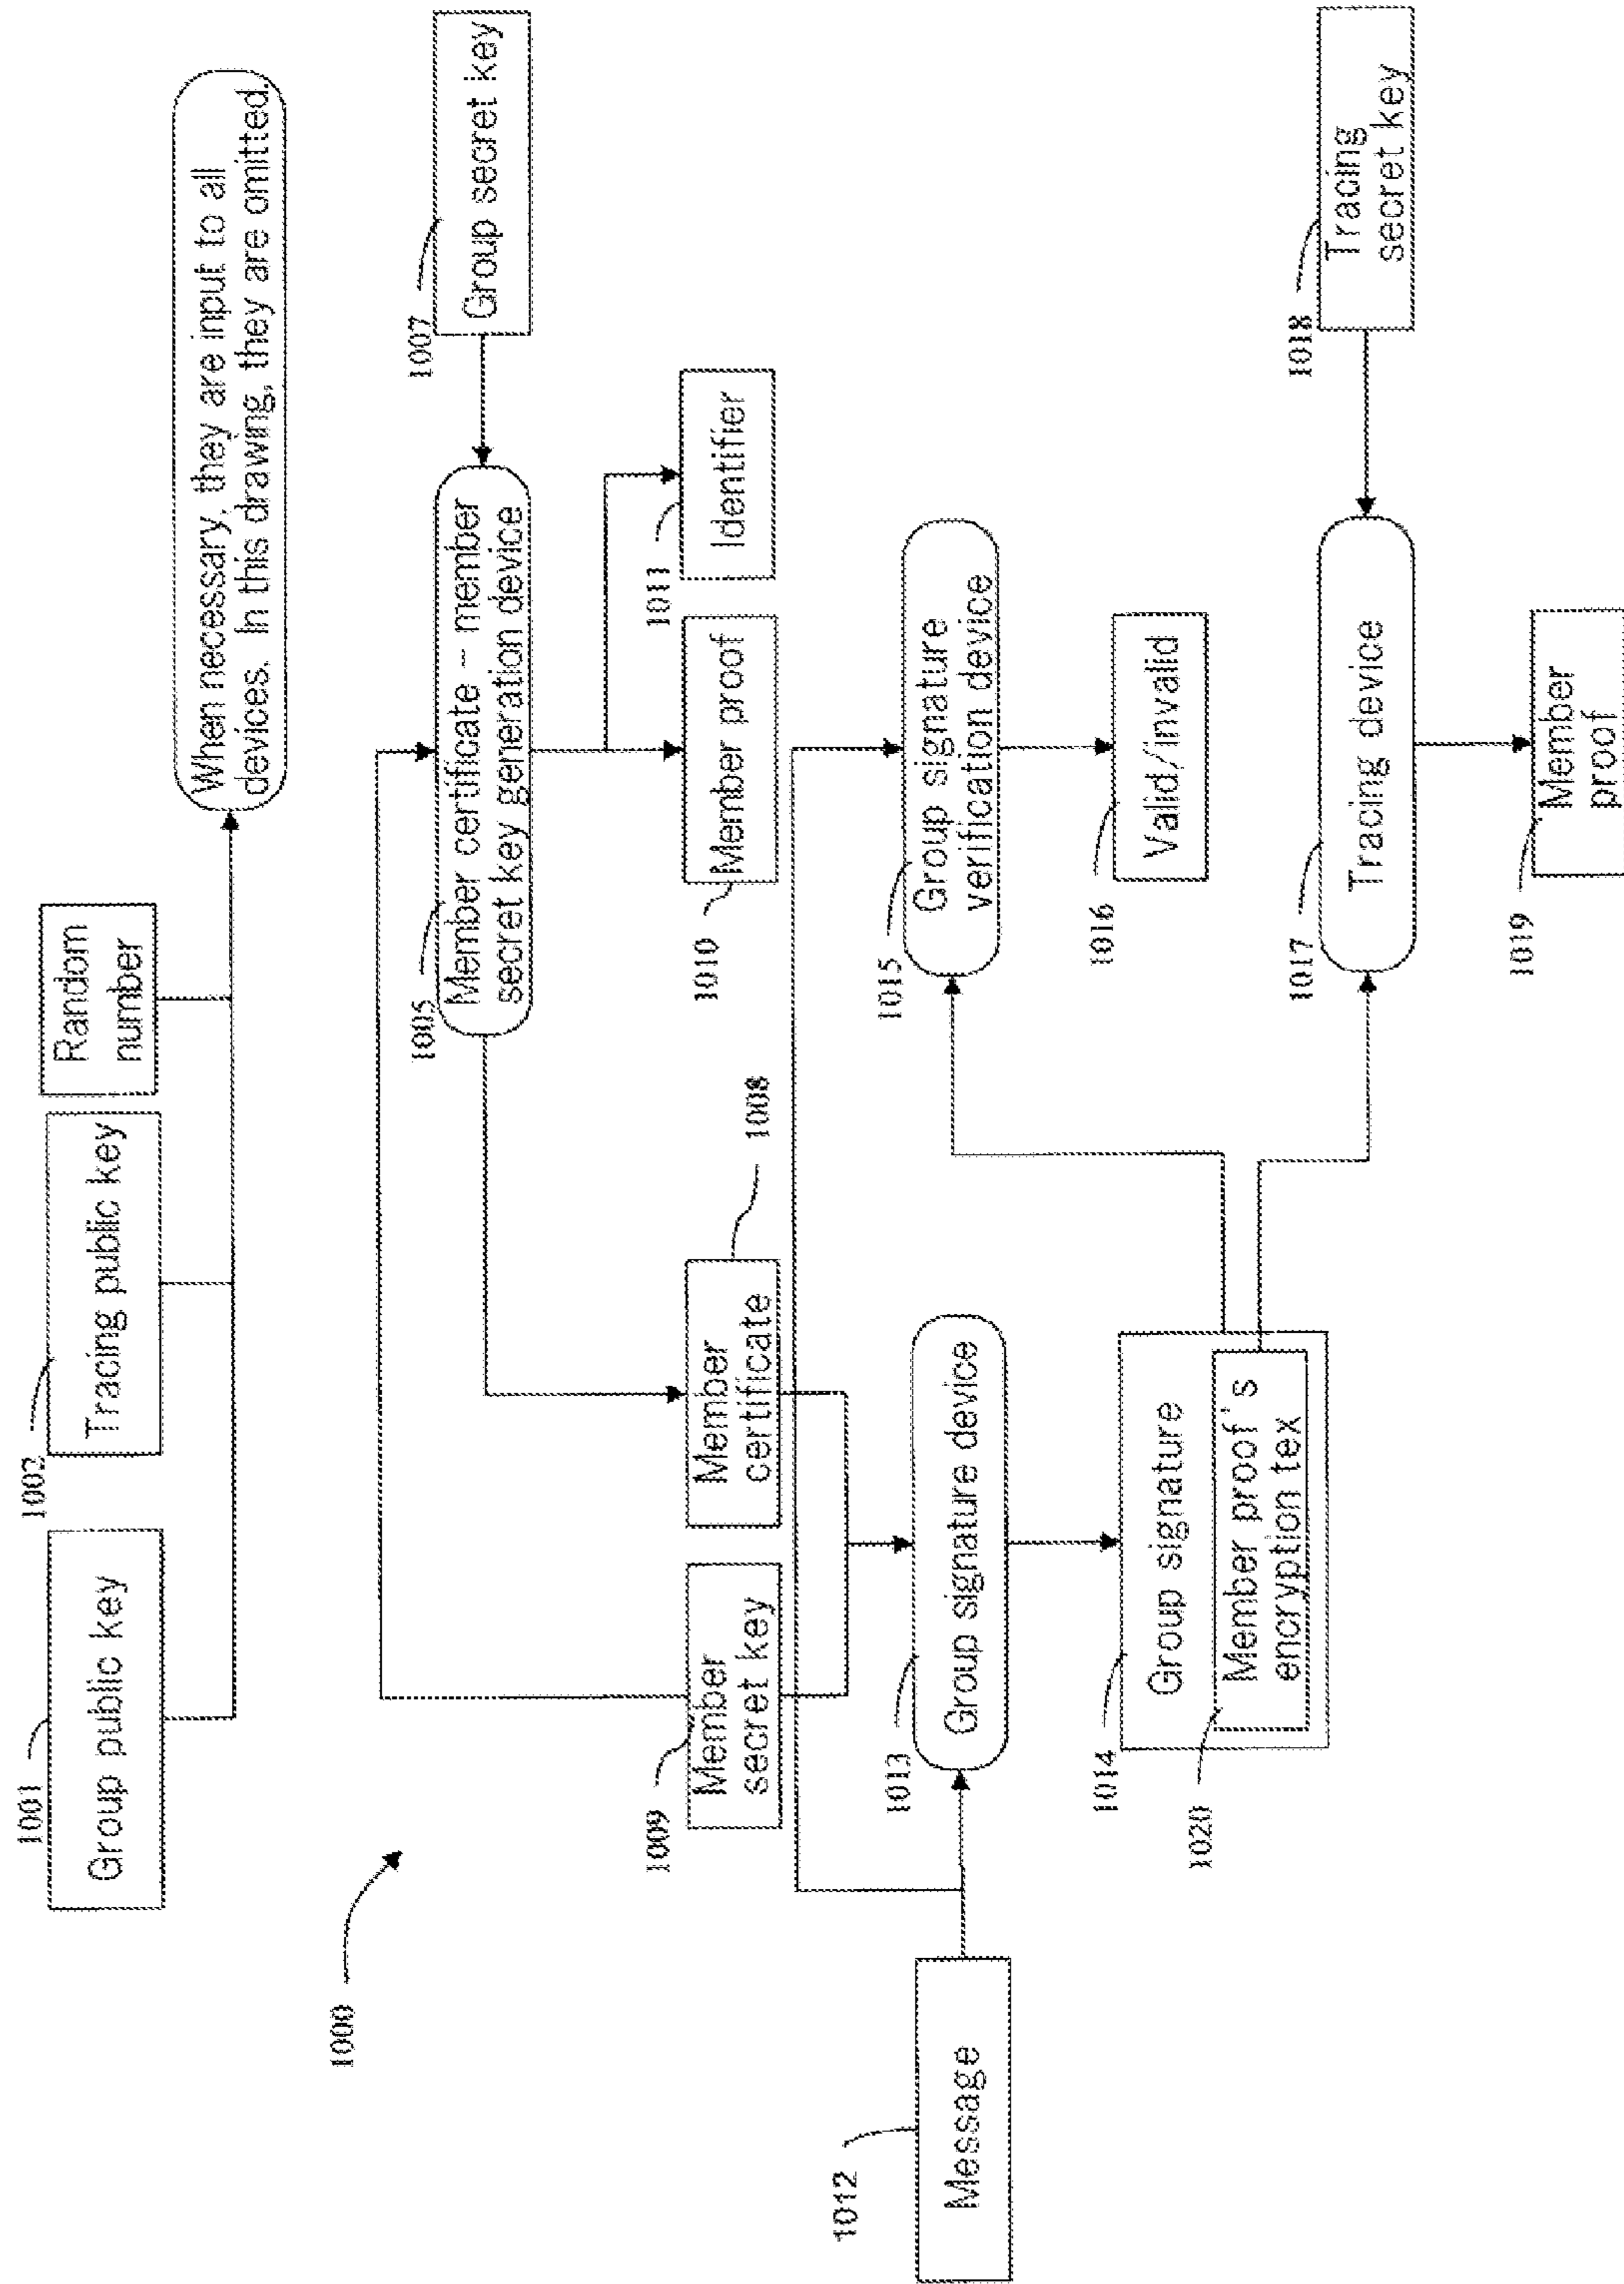 1001
Group public key
1002
Tracing public key
Random
number
When necessary, they are input to all
devices. In this drawing, they are omitted.
1000
1005
Member certificate - member
secret key generation device
1007
Group secret key
1009
Member
secret key
Member
certificate
1008
1010
Member proof
1011
Identifier
1012
Message
1013
Group signature device
1015
Group signature
verification device
1014
Group signature
1020
Member proof's
encryption tex
1016
Valid/invalid
1017
Tracing device
1018
Tracing
secret key
1019
Member
proof